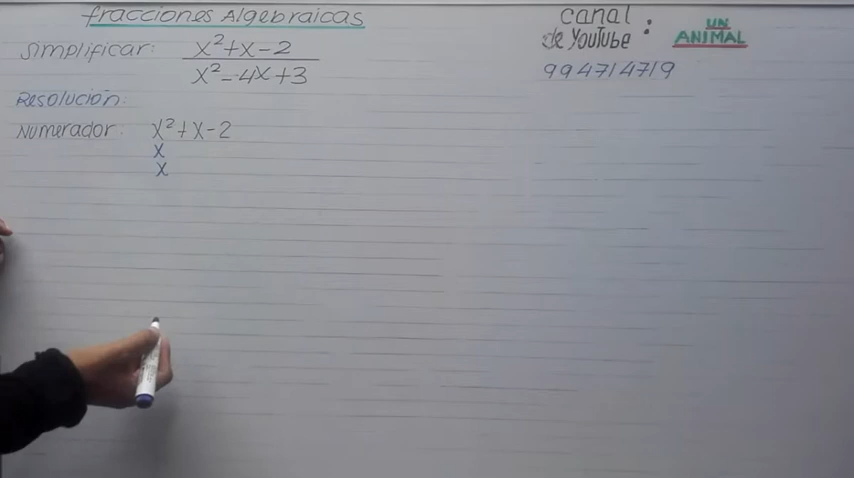 fracciones Algebraicas
Simplificar: x²+x-2
x²-4x+3
Resolución:
Numerador: x²+x-2
x
x
canal
de YouTube :
UN
ANIMAL
994714719